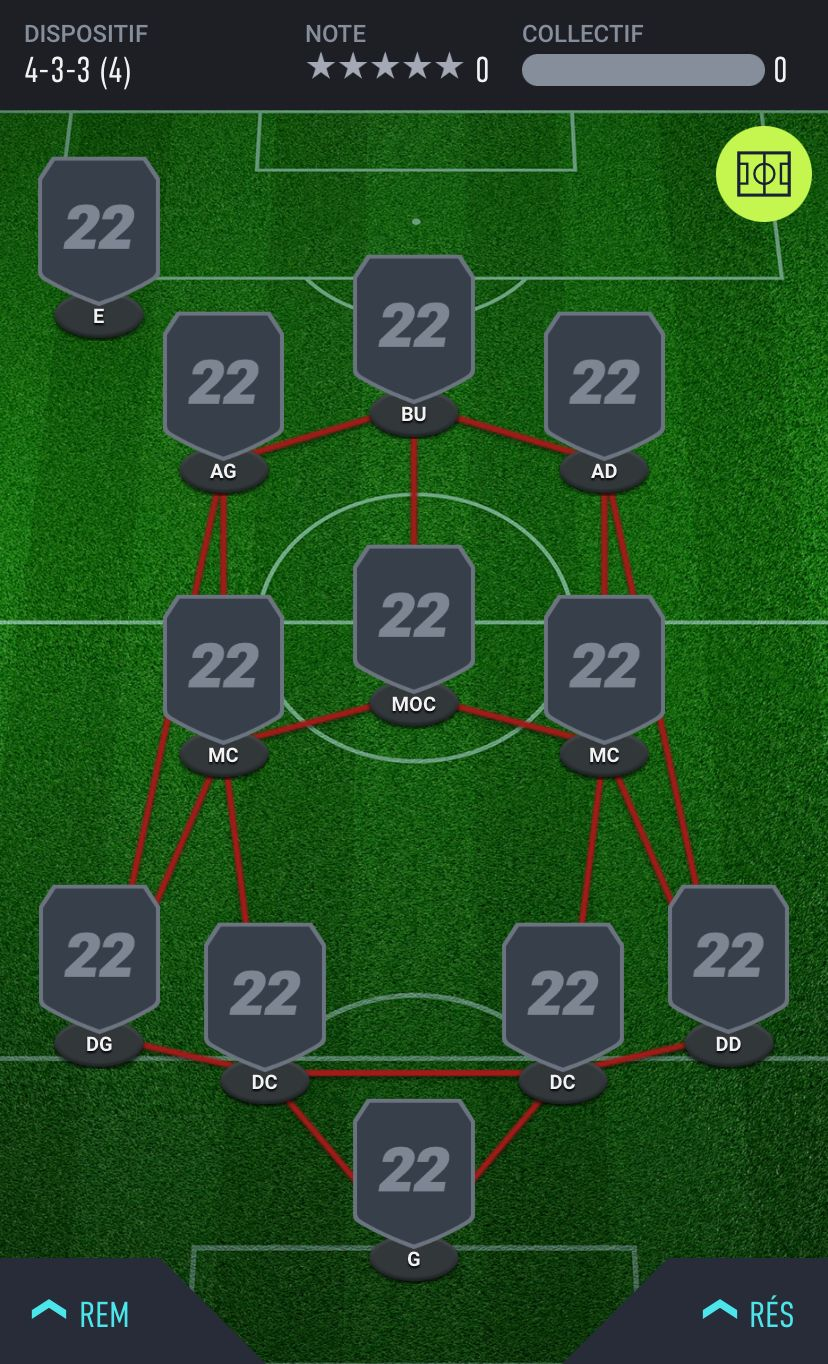 DISPOSITIF
4-3-3 (4)
NOTE
0
COLLECTIF
0
22
E
22
BU
22
AG
22
AD
22
MOC
22
MC
22
MC
22
DG
22
DC
22
DC
22
DD
22
G
REM
RÉS